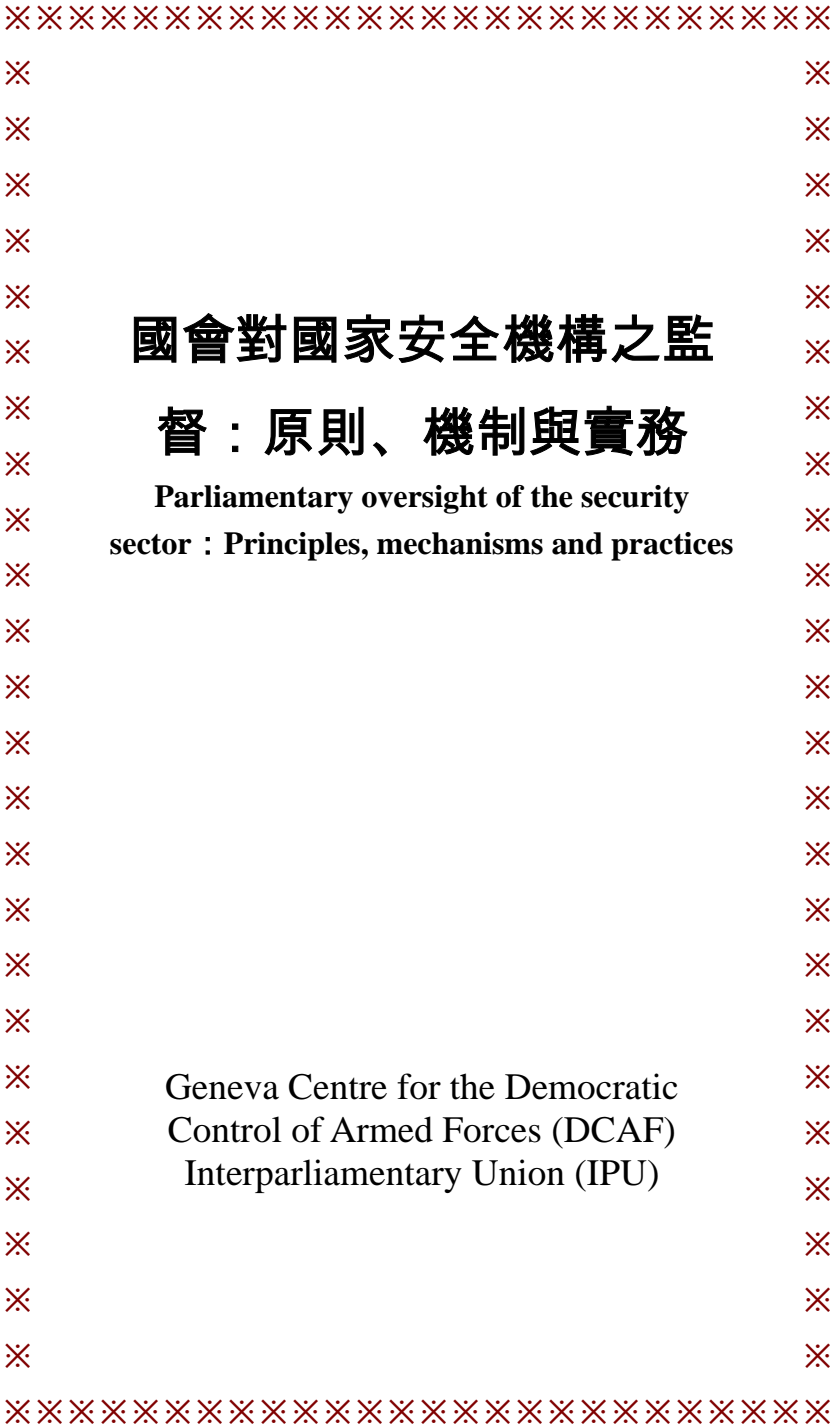 國會對國家安全機構之監
督：原則、機制與實務
Parliamentary oversight of the security
sector：Principles, mechanisms and practices
Geneva Centre for the Democratic
Control of Armed Forces (DCAF)
Interparliamentary Union (IPU)